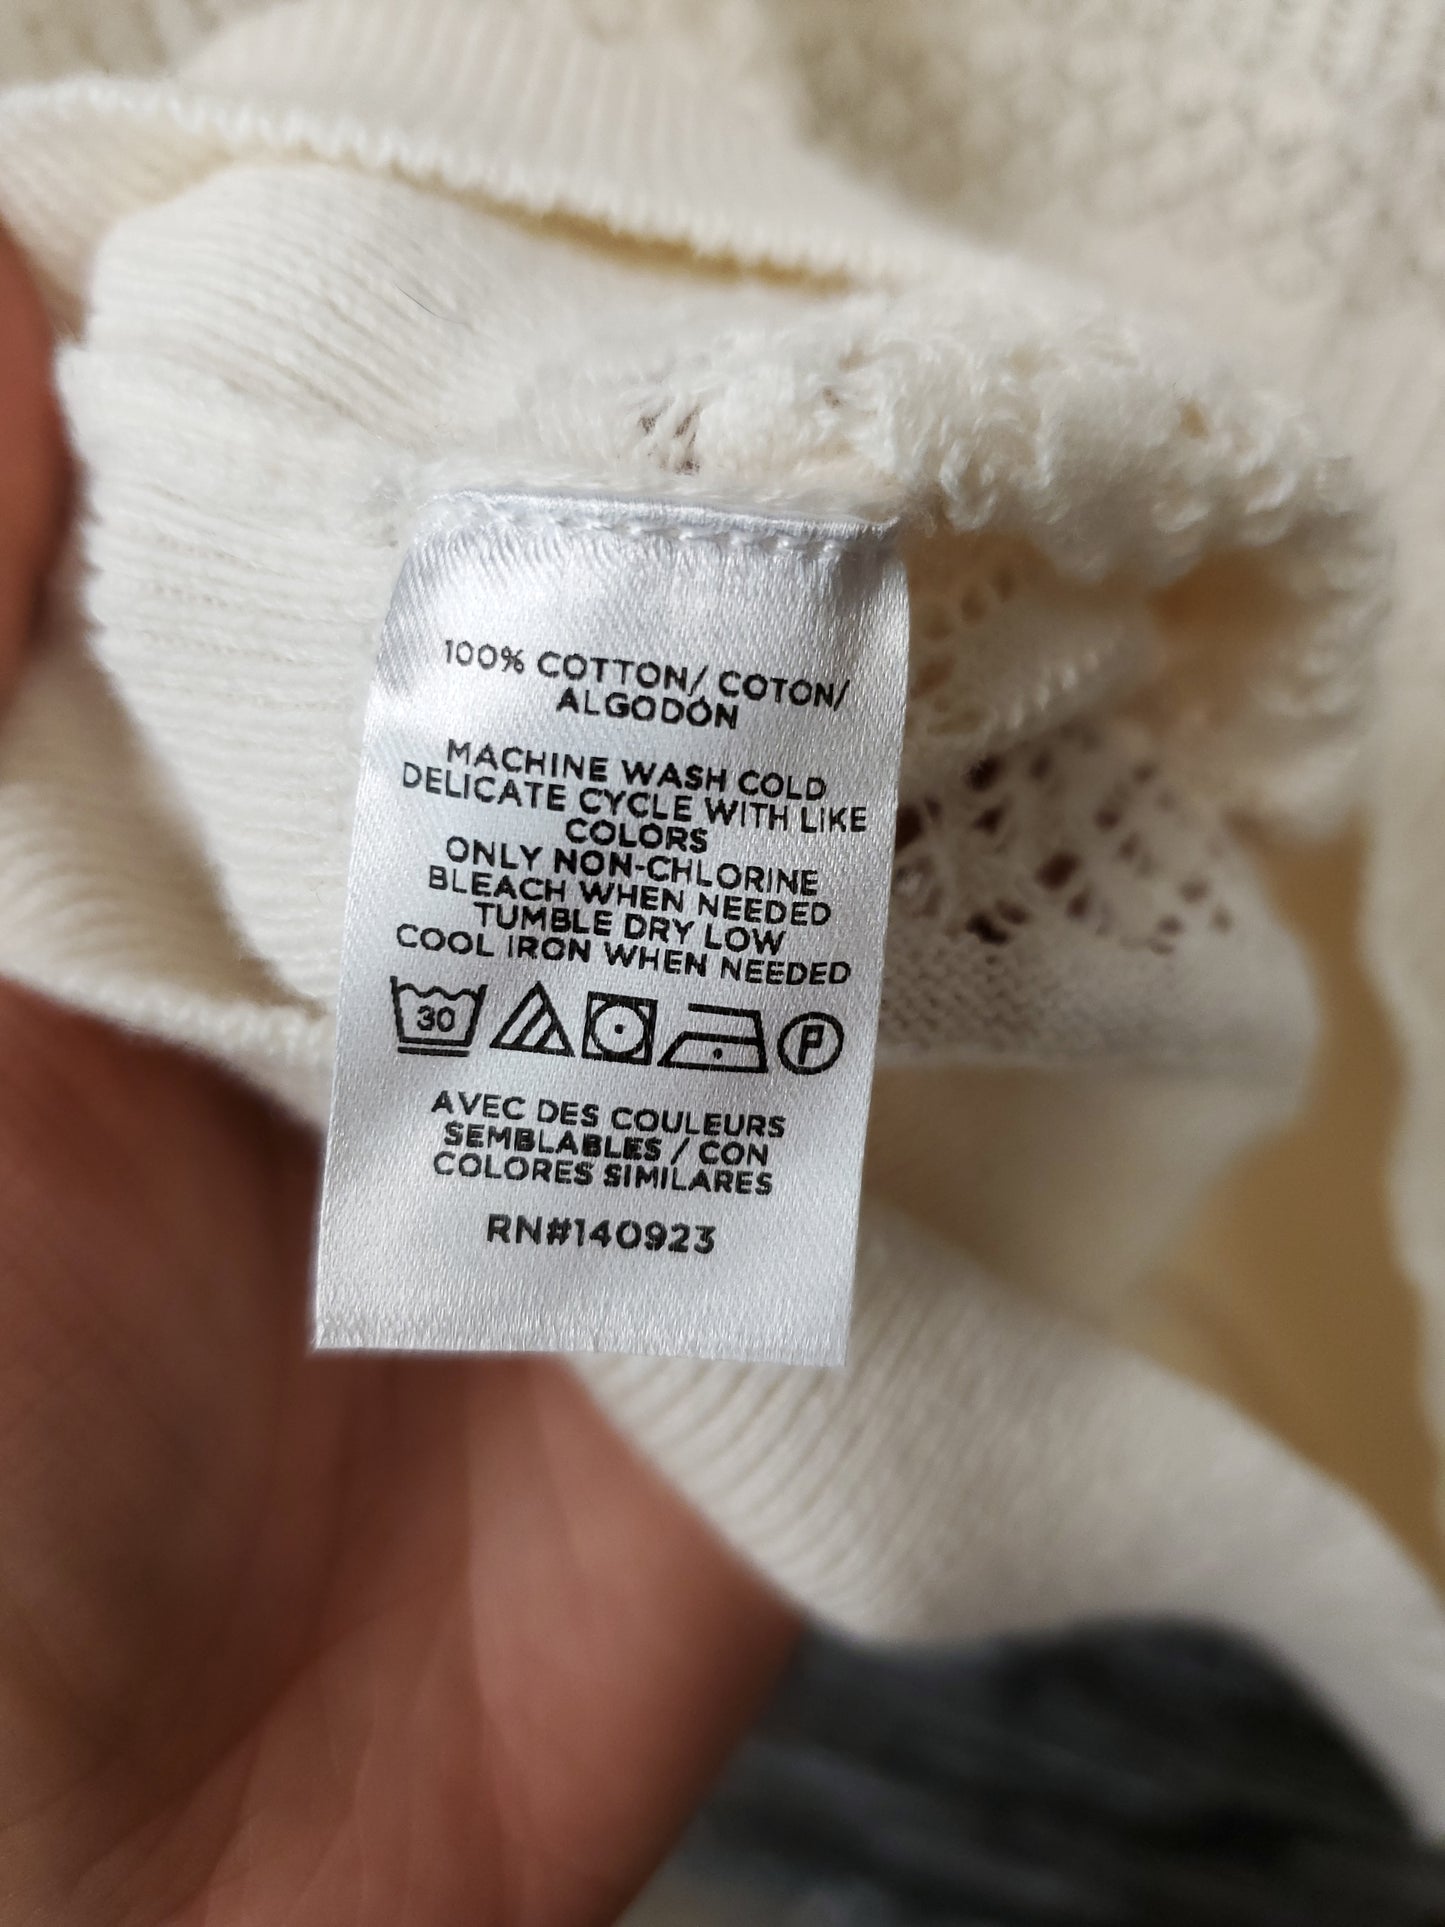 100% COTTON/ COTON/
ALGODÓN
MACHINE WASH COLD
DELICATE CYCLE WITH LIKE
COLORS
ONLY NON-CHLORINE
BLEACH WHEN NEEDED
TUMBLE DRY LOW
COOL IRON WHEN NEEDED
30 P
AVEC DES COULEURS
SEMBLABLES / CON
COLORES SIMILARES
RN#140923